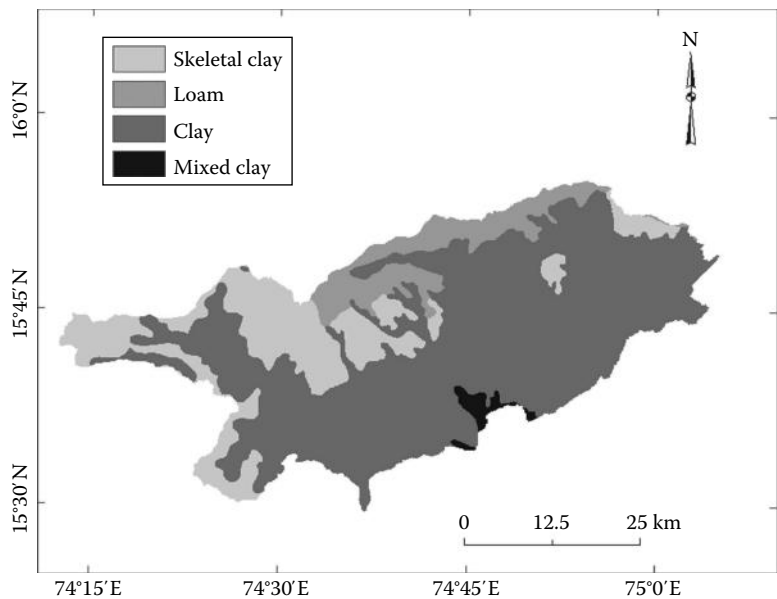 Skeletal clay
Loam
Clay
Mixed clay
N
16°0′N
15°45′N
15°30′N
0 12.5 25 km
74°15′E 74°30′E 74°45′E 75°0′E